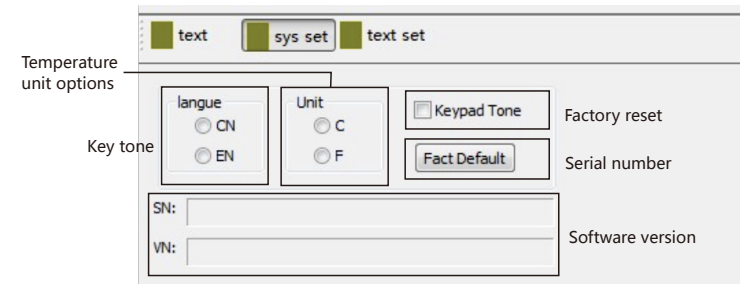 text
sys set
text set
Temperature
unit options
langue
CN
EN
Unit
C
F
Keypad Tone
Factory reset
Key tone
Fact Default
Serial number
SN:
VN:
Software version